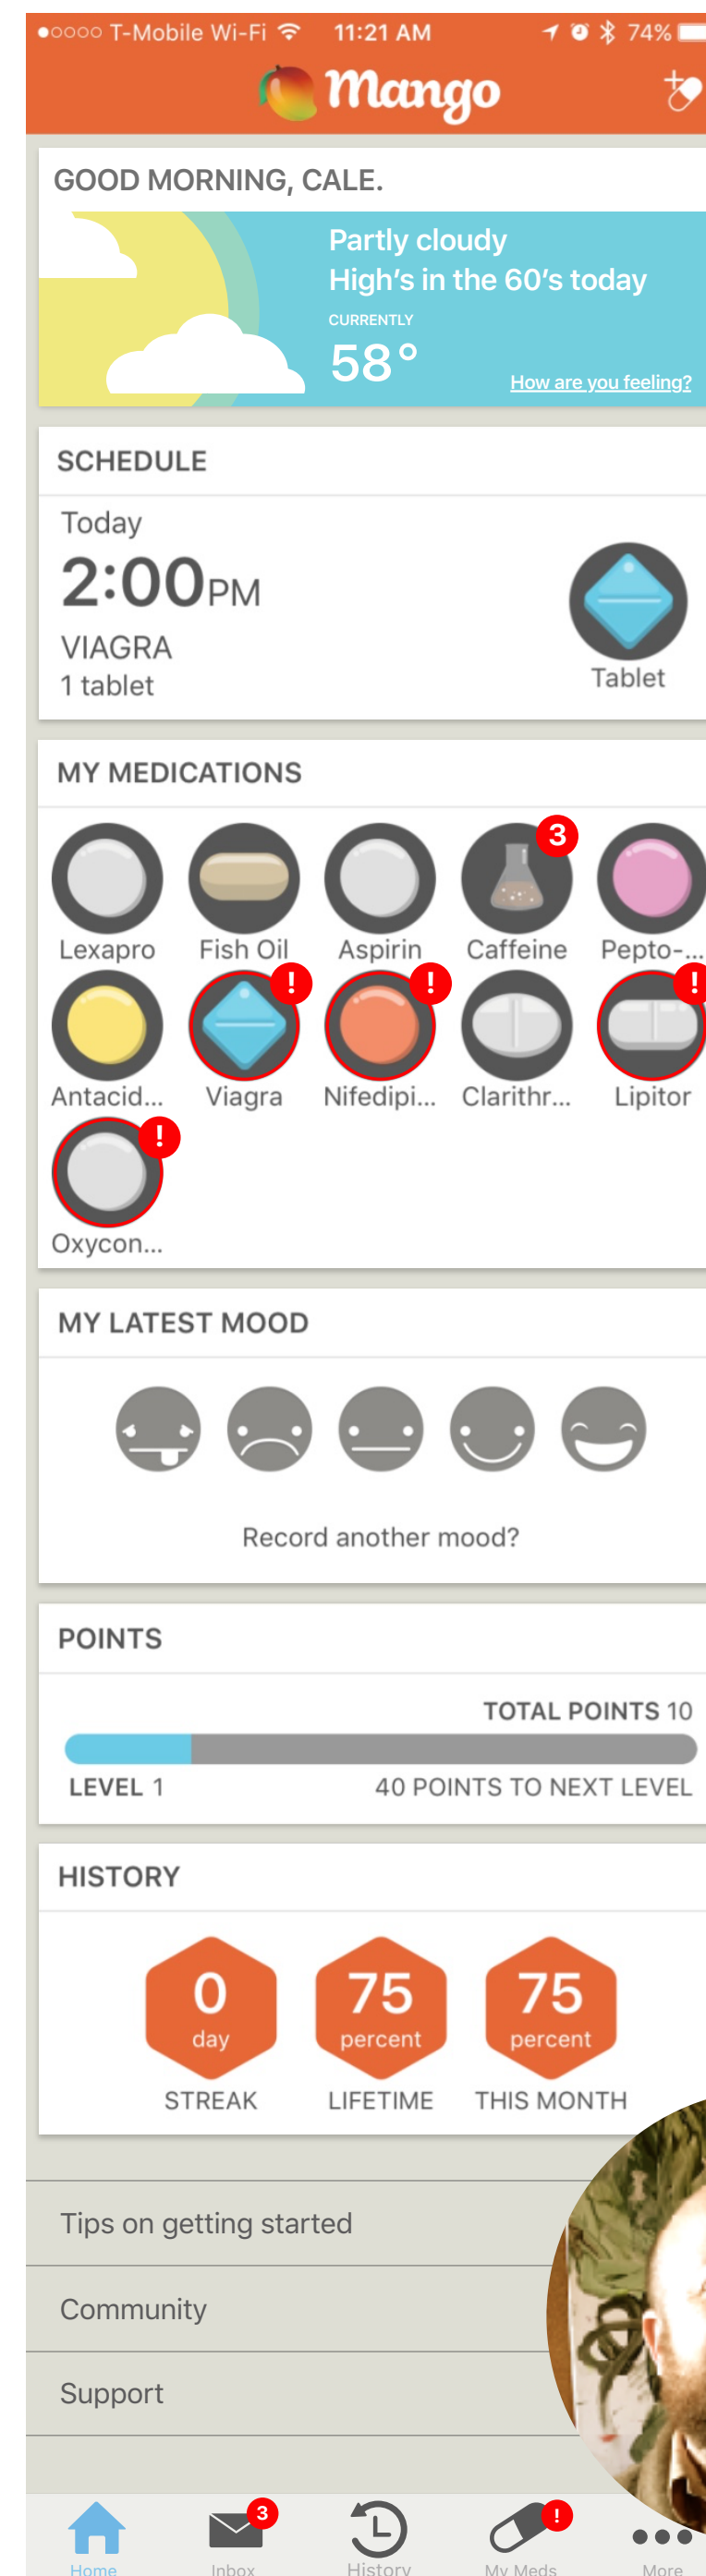 T-Mobile Wi-Fi 11:21 AM 74%
Mango
GOOD MORNING, CALE.
Partly cloudy
High's in the 60's today
CURRENTLY
58°
How are you feeling?
SCHEDULE
Today
2:00PM
VIAGRA
1 tablet
Tablet
MY MEDICATIONS
3
Lexapro Fish Oil Aspirin Caffeine Pepto-...
! ! !
Antacid... Viagra Nifedipi... Clarithr... Lipitor
!
Oxycon...
MY LATEST MOOD
Record another mood?
POINTS
TOTAL POINTS 10
LEVEL 1 40 POINTS TO NEXT LEVEL
HISTORY
0 75 75
day percent percent
STREAK LIFETIME THIS MONTH
Tips on getting started
Community
Support
3 !
Home Inbox History My Meds More